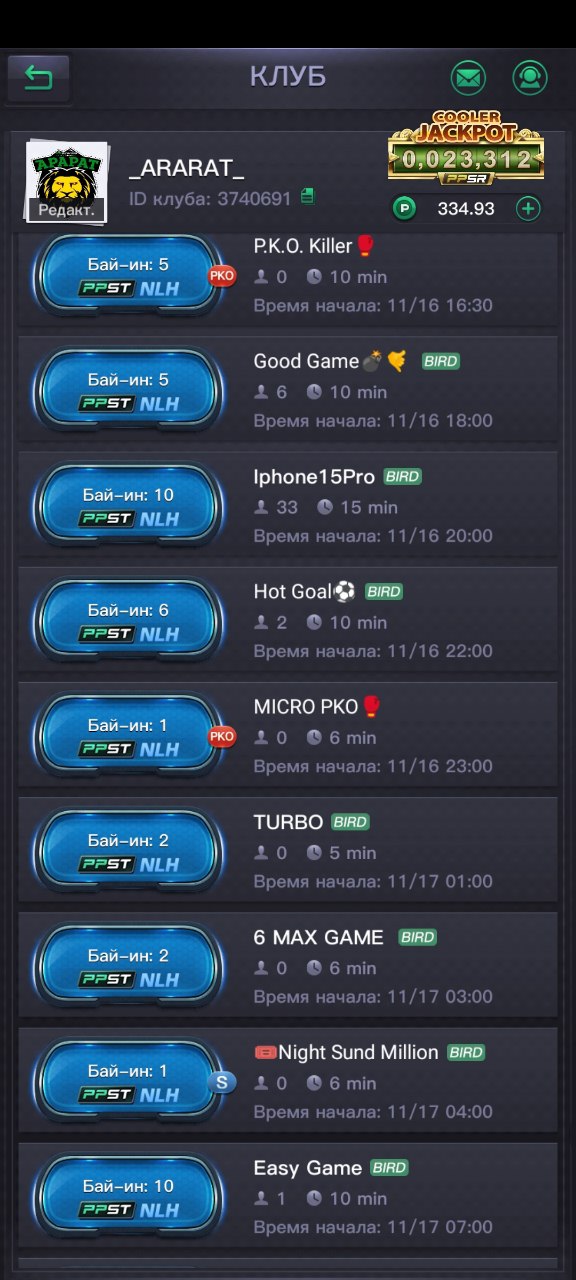 КЛУБ
COOLER
JACKPOT
0,023,312
PPSR
АРАРАТ
Редакт.
_ARARAT_
ID клуба: 3740691
P 334.93
Бай-ин: 5
PPST NLH
PKO
P.K.O. Killer
0 10 min
Время начала: 11/16 16:30
Бай-ин: 5
PPST NLH
Good Game BIRD
6 10 min
Время начала: 11/16 18:00
Бай-ин: 10
PPST NLH
Iphone15Pro BIRD
33 15 min
Время начала: 11/16 20:00
Бай-ин: 6
PPST NLH
Hot Goal⚽ BIRD
2 10 min
Время начала: 11/16 22:00
Бай-ин: 1
PPST NLH
PKO
MICRO PKO
0 6 min
Время начала: 11/16 23:00
Бай-ин: 2
PPST NLH
TURBO BIRD
0 5 min
Время начала: 11/17 01:00
Бай-ин: 2
PPST NLH
6 MAX GAME BIRD
0 6 min
Время начала: 11/17 03:00
Бай-ин: 1
PPST NLH
S
Night Sund Million BIRD
0 6 min
Время начала: 11/17 04:00
Бай-ин: 10
PPST NLH
Easy Game BIRD
1 10 min
Время начала: 11/17 07:00